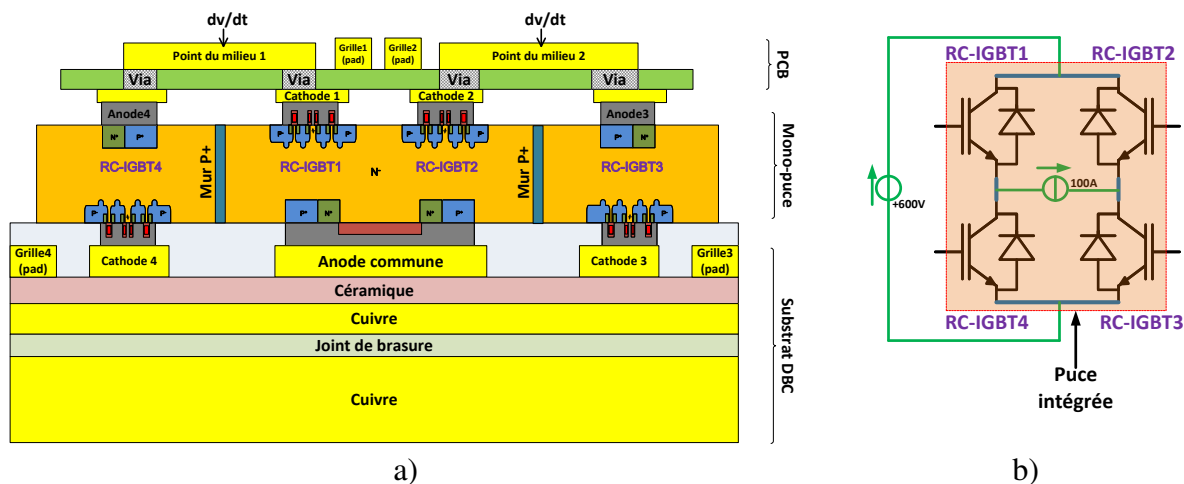 dv/dt
dv/dt
Point du milieu 1
Grille1
(pad)
Grille2
(pad)
Point du milieu 2
PCB
Via
Via
Via
Via
Cathode 1
Cathode 2
Anode4
Anode3
N+
P+
N+
P+
RC-IGBT4
Mur P+
RC-IGBT1
N-
RC-IGBT2
Mur P+
RC-IGBT3
Mono-puce
P+
N+
N+
P+
Grille4
(pad)
Cathode 4
Anode commune
Cathode 3
Grille3
(pad)
Céramique
Cuivre
Joint de brasure
Cuivre
Substrat DBC
a)
RC-IGBT1
RC-IGBT2
+600V
100A
RC-IGBT4
RC-IGBT3
Puce
intégrée
b)